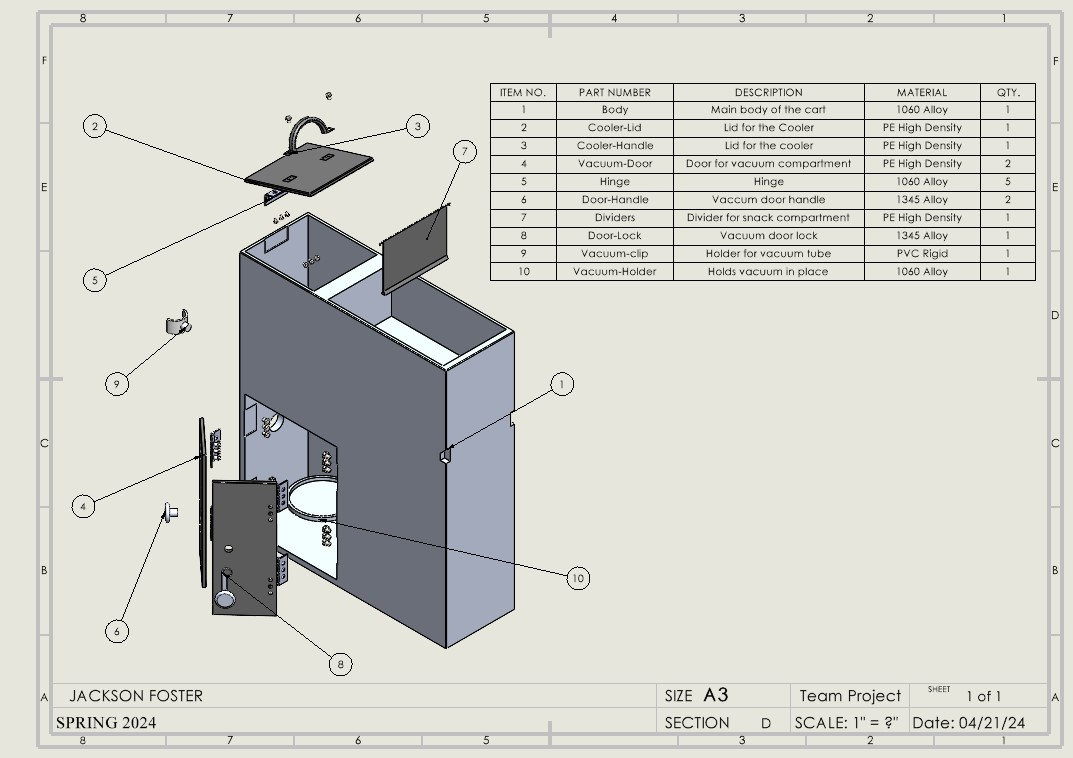 8 7 6 5 4 3 2 1
F F
ITEM NO. PART NUMBER DESCRIPTION MATERIAL QTY.
1 Body Main body of the cart 1060 Alloy 1
2 Cooler-Lid Lid for the Cooler PE High Density 1
3 Cooler-Handle Lid for the cooler PE High Density 1
4 Vacuum-Door Door for vacuum compartment PE High Density 2
5 Hinge Hinge 1060 Alloy 5
6 Door-Handle Vaccum door handle 1345 Alloy 2
7 Dividers Divider for snack compartment PE High Density 1
8 Door-Lock Vacuum door lock 1345 Alloy 1
9 Vacuum-clip Holder for vacuum tube PVC Rigid 1
10 Vacuum-Holder Holds vacuum in place 1060 Alloy 1
2
3
7
E E
5
D
9
1
C C
4
B B
10
6
8
A A
JACKSON FOSTER SIZE A3 Team Project SHEET 1 of 1
SPRING 2024 SECTION D SCALE: 1" = ?" Date: 04/21/24
8 7 6 5 3 2 1